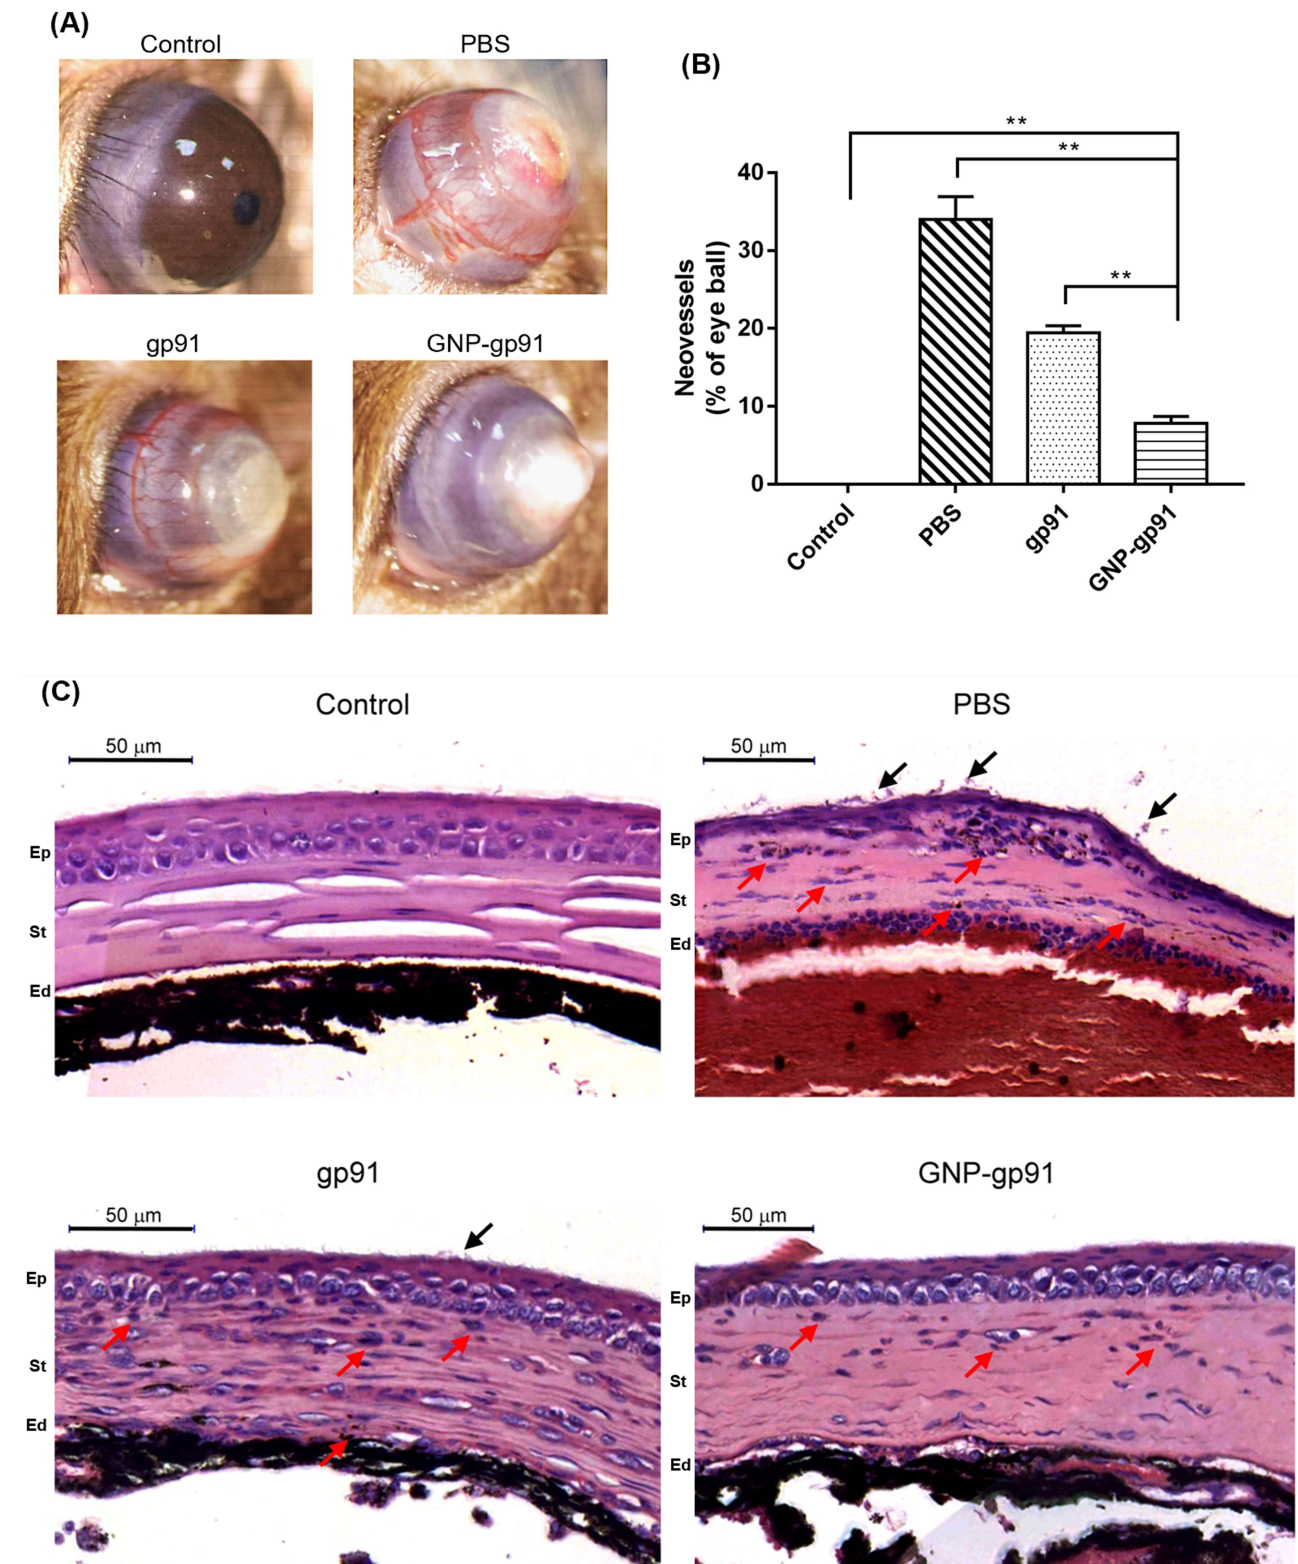 (A)
Control
PBS
gp91
GNP-gp91
(B)
**
**
**
Neovessels
(% of eye ball)
40
30
20
10
0
Control
PBS
gp91
GNP-gp91
(C)
Control
50 μm
Ep
St
Ed
PBS
50 μm
Ep
St
Ed
gp91
50 μm
Ep
St
Ed
GNP-gp91
50 μm
Ep
St
Ed